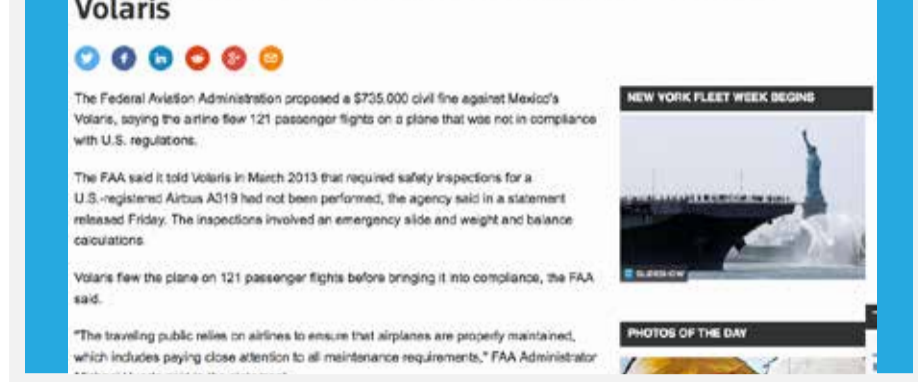 Volaris
The Federal Aviation Administration proposed a $735,000 civil fine against Mexico's
Volaris, saying the airline flew 121 passenger flights on a plane that was not in compliance
with U.S. regulations.
The FAA said it told Volaris in March 2013 that required safety inspections for a
U.S.-registered Airbus A319 had not been performed, the agency said in a statement
released Friday. The inspections involved an emergency slide and weight and balance
calculations.
Volaris flew the plane on 121 passenger flights before bringing it into compliance, the FAA
said.
"The traveling public relies on airlines to ensure that airplanes are properly maintained,
which includes paying close attention to all maintenance requirements," FAA Administrator
NEW YORK FLEET WEEK BEGINS
SLIDESHOW
PHOTOS OF THE DAY